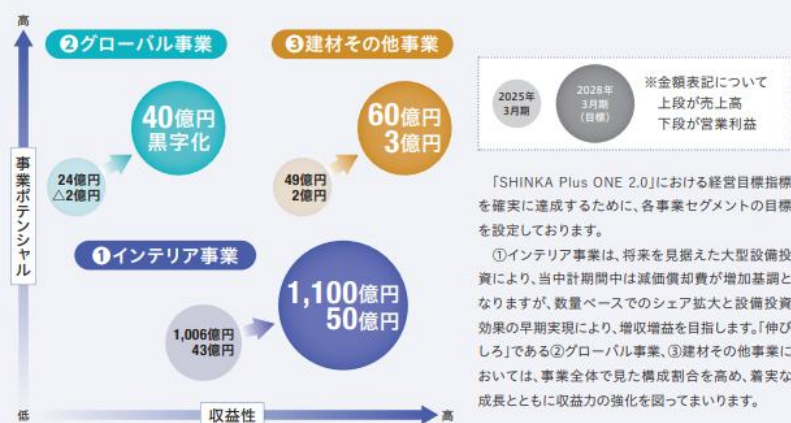 高
❷グローバル事業
❸建材その他事業
40億円
黒字化
24億円
△2億円
60億円
3億円
49億円
2億円
❶インテリア事業
1,100億円
50億円
1,006億円
43億円
事業ポテンシャル
低
収益性
高
2025年
3月期
2028年
3月期
(目標)
※金額表記について
上段が売上高
下段が営業利益
「SHINKA Plus ONE 2.0」における経営目標指標
を確実に達成するために、各事業セグメントの目標
を設定しております。
①インテリア事業は、将来を見据えた大型設備投
資により、当中計期間中は減価償却費が増加基調と
なりますが、数量ベースでのシェア拡大と設備投資
効果の早期実現により、増収増益を目指します。「伸び
しろ」である②グローバル事業、③建材その他事業に
おいては、事業全体で見た構成割合を高め、着実な
成長とともに収益力の強化を図ってまいります。